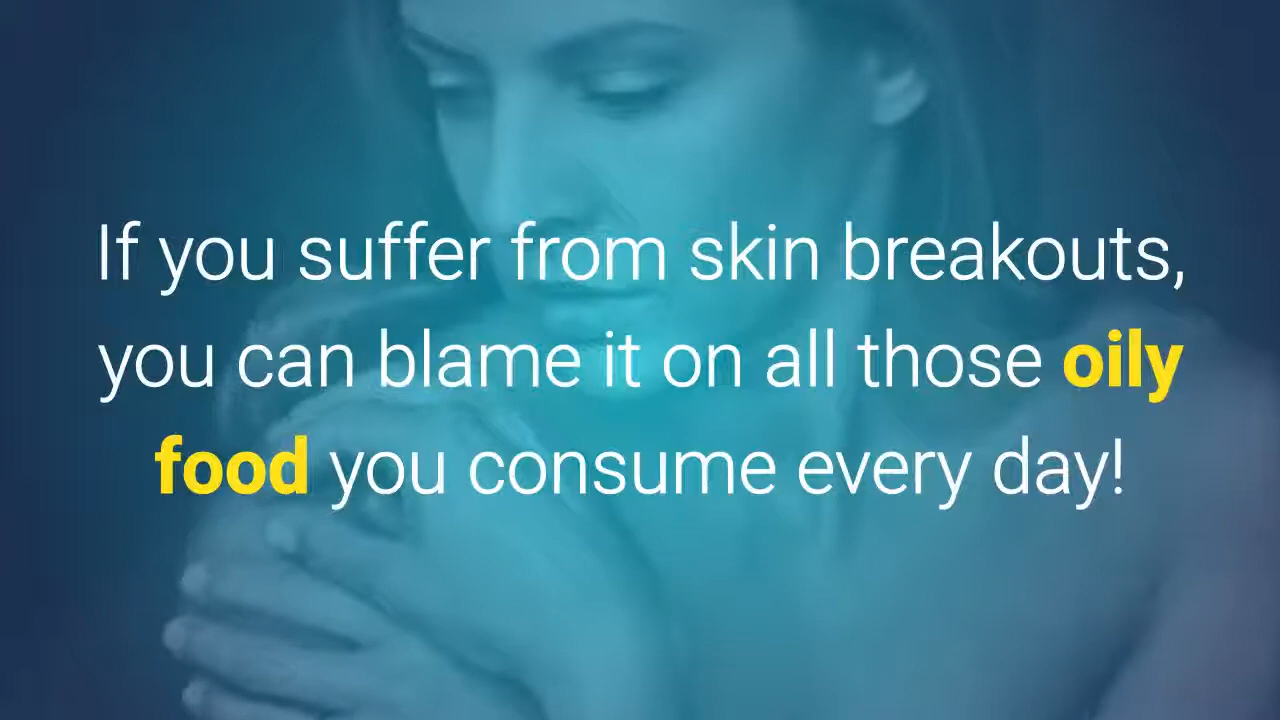 If you suffer from skin breakouts,
you can blame it on all those oily
food you consume every day!